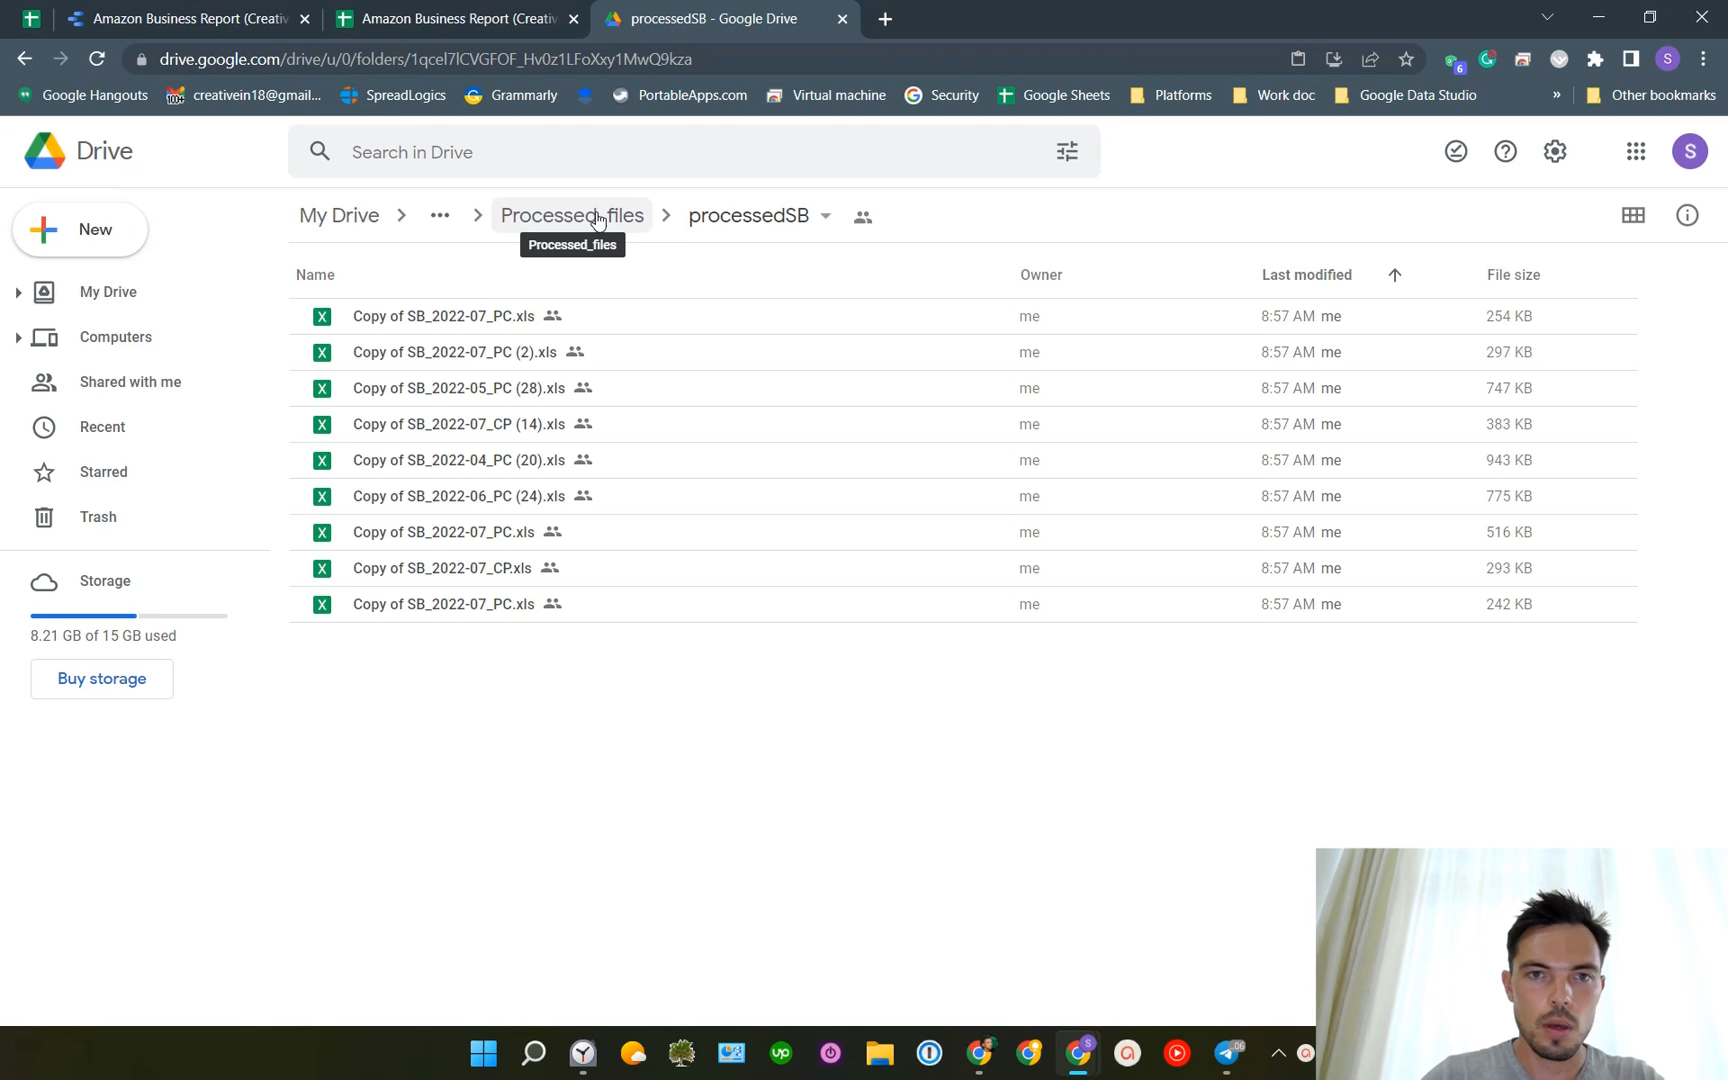 Amazon Business Report (Creativ
Amazon Business Report (Creativ
processedSB - Google Drive
drive.google.com/drive/u/0/folders/1qcel7lCVGFOF_Hv0z1LFoXxy1MwQ9kza
6
S
Google Hangouts
creativein18@gmail...
SpreadLogics
Grammarly
PortableApps.com
Virtual machine
Security
Google Sheets
Platforms
Work doc
Google Data Studio
»
Other bookmarks
Drive
Search in Drive
S
New
My Drive
Computers
Shared with me
Recent
Starred
Trash
Storage
8.21 GB of 15 GB used
Buy storage
My Drive > ... > Processed_files > processedSB
Processed_files
Name Owner Last modified File size
Copy of SB_2022-07_PC.xls me 8:57 AM me 254 KB
Copy of SB_2022-07_PC (2).xls me 8:57 AM me 297 KB
Copy of SB_2022-05_PC (28).xls me 8:57 AM me 747 KB
Copy of SB_2022-07_CP (14).xls me 8:57 AM me 383 KB
Copy of SB_2022-04_PC (20).xls me 8:57 AM me 943 KB
Copy of SB_2022-06_PC (24).xls me 8:57 AM me 775 KB
Copy of SB_2022-07_PC.xls me 8:57 AM me 516 KB
Copy of SB_2022-07_CP.xls me 8:57 AM me 293 KB
Copy of SB_2022-07_PC.xls me 8:57 AM me 242 KB
up
S